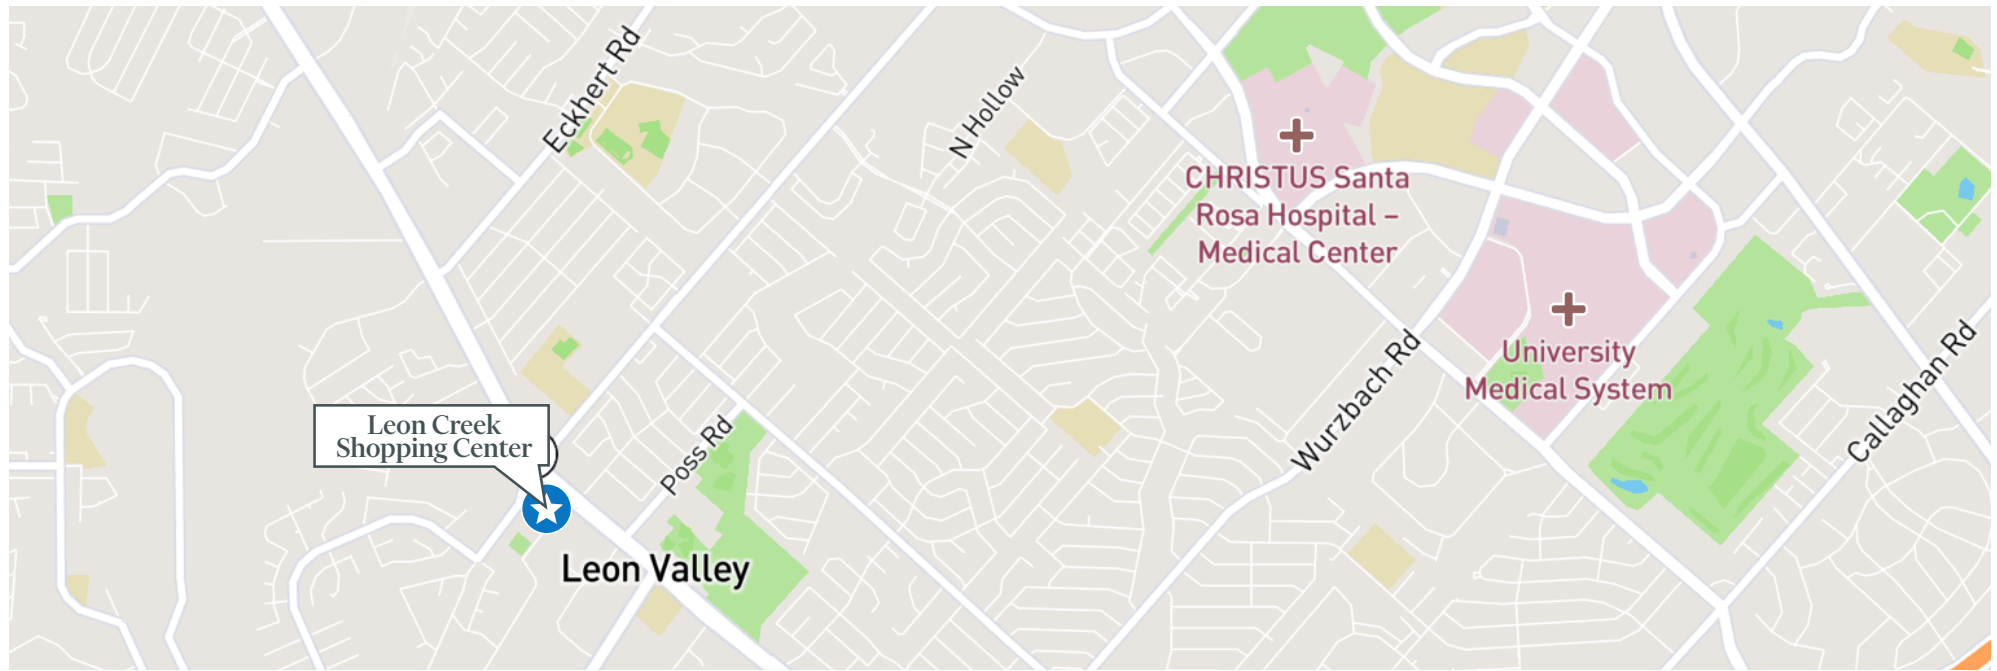 Eckhert Rd
N Hollow
CHRISTUS Santa
Rosa Hospital –
Medical Center
University
Medical System
Wurzbach Rd
Callaghan Rd
Leon Creek
Shopping Center
Poss Rd
Leon Valley